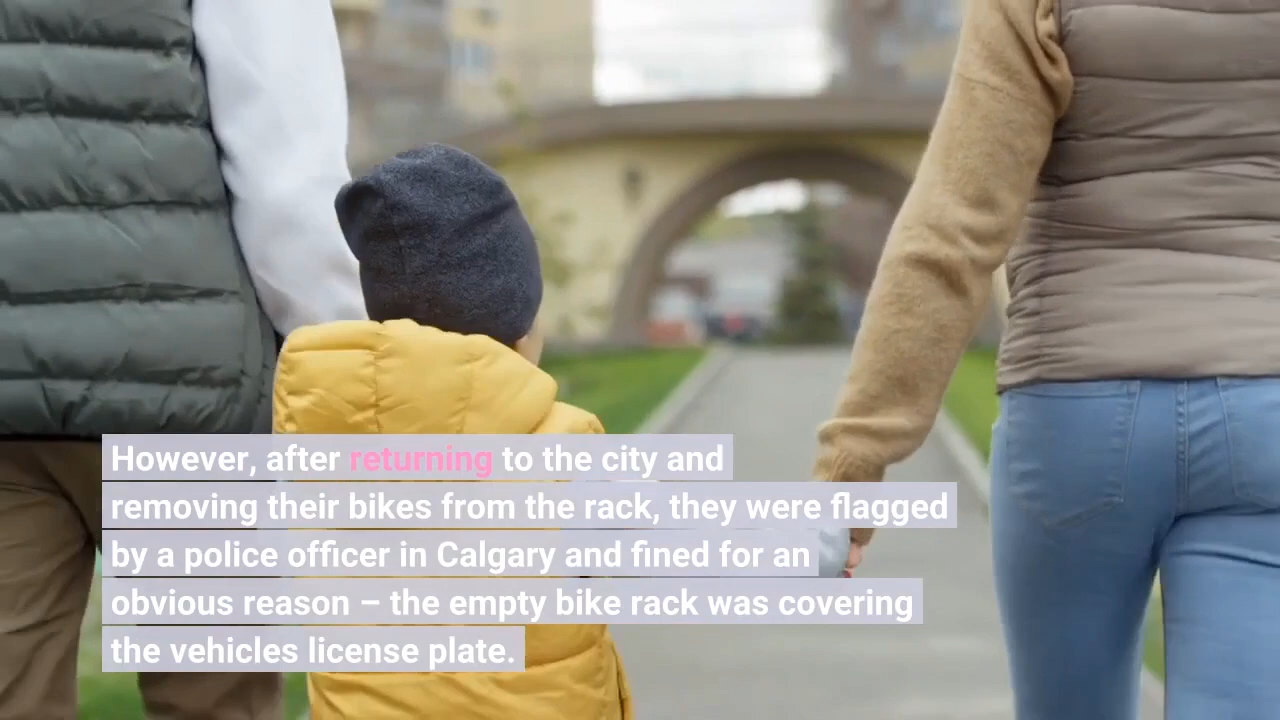 However, after returning to the city and
removing their bikes from the rack, they were flagged
by a police officer in Calgary and fined for an
obvious reason – the empty bike rack was covering
the vehicles license plate.